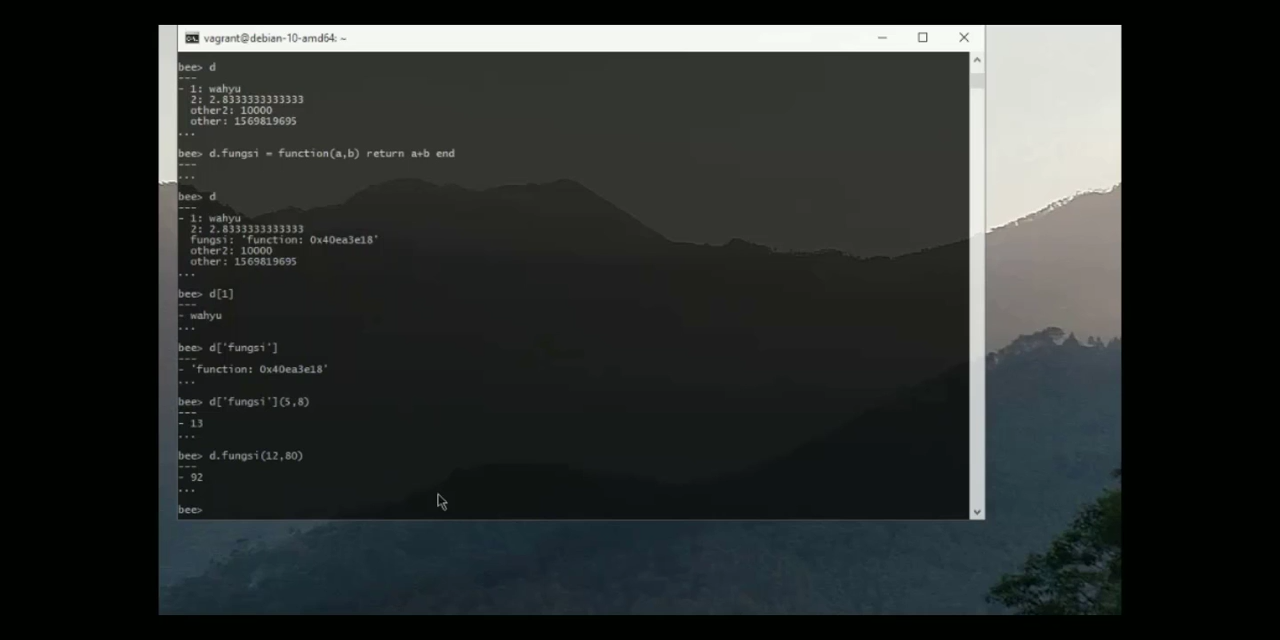 vagrant@debian-10-amd64: ~
bee> d
---
- 1: wahyu
2: 2.8333333333333
other2: 10000
other: 1569819695
...
bee> d.fungsi = function(a,b) return a+b end
---
...
bee> d
---
- 1: wahyu
2: 2.8333333333333
fungsi: 'function: 0x40ea3e18'
other2: 10000
other: 1569819695
...
bee> d[1]
---
- wahyu
...
bee> d['fungsi']
---
- 'function: 0x40ea3e18'
...
bee> d['fungsi'](5,8)
---
- 13
...
bee> d.fungsi(12,80)
---
- 92
...
bee>